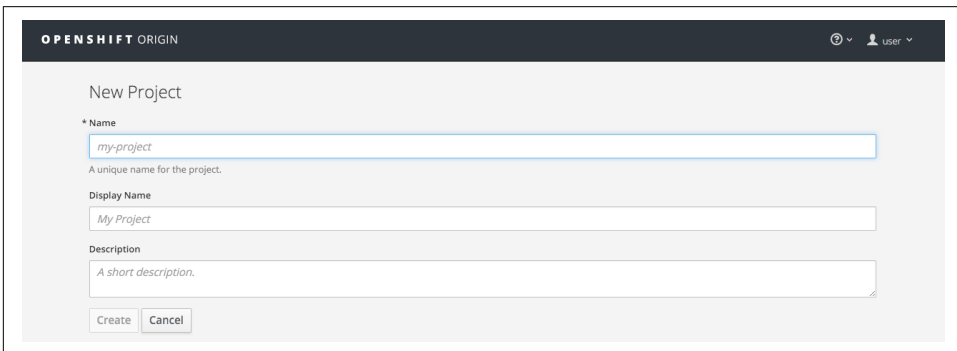 OPENSHIFT ORIGIN
user
New Project
* Name
my-project
A unique name for the project.
Display Name
My Project
Description
A short description.
Create Cancel